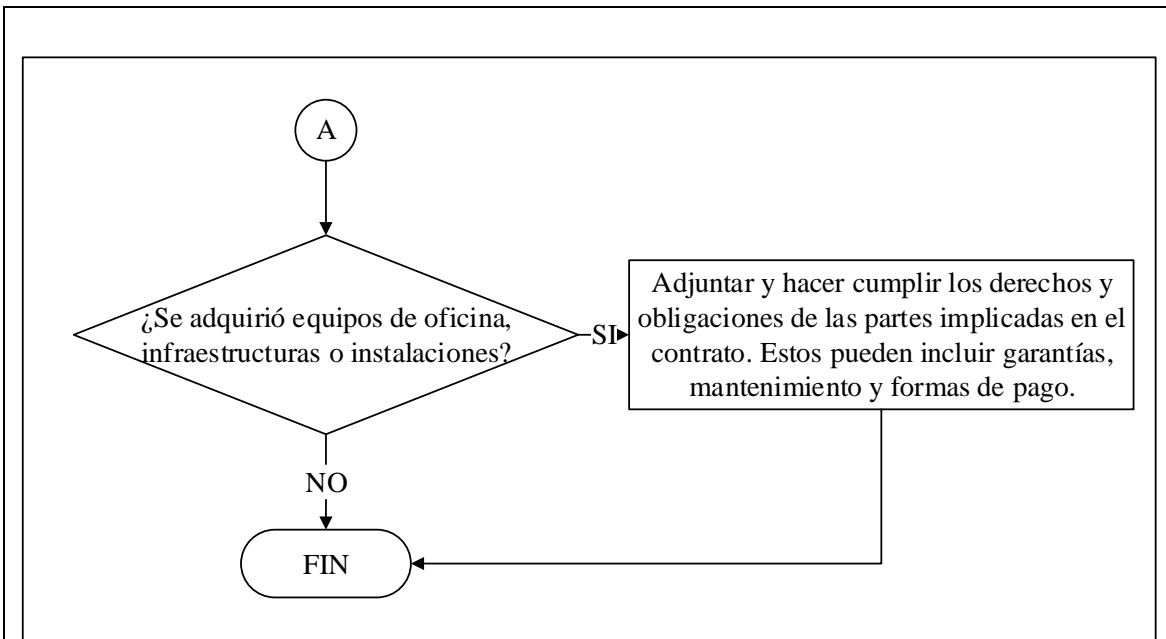 A
¿Se adquirió equipos de oficina,
infraestructuras o instalaciones?
SI
Adjuntar y hacer cumplir los derechos y
obligaciones de las partes implicadas en el
contrato. Estos pueden incluir garantías,
mantenimiento y formas de pago.
NO
FIN